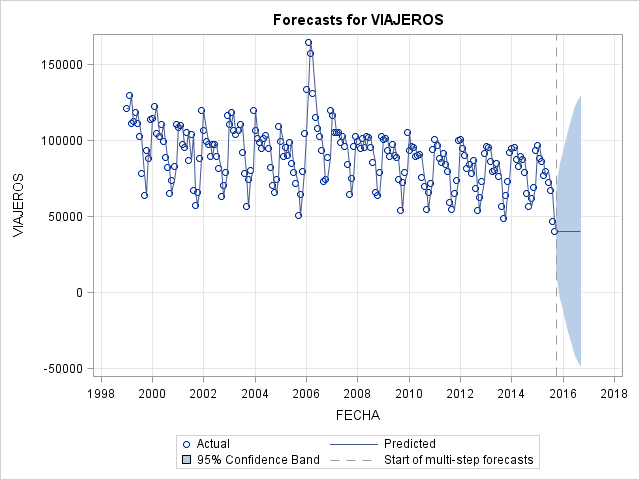 Forecasts for VIAJEROS
150000
100000
50000
0
-50000
VIAJEROS
1998 2000 2002 2004 2006 2008 2010 2012 2014 2016 2018
FECHA
Actual Predicted
95% Confidence Band Start of multi-step forecasts